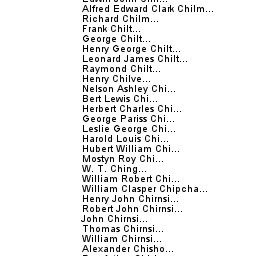 Alfred Edward Clark Chilm...
Richard Chilm...
Frank Chilt...
George Chilt...
Henry George Chilt...
Leonard James Chilt...
Raymond Chilt...
Henry Chilve...
Nelson Ashley Chi...
Bert Lewis Chi...
Herbert Charles Chi...
George Pariss Chi...
Leslie George Chi...
Harold Louis Chi...
Hubert William Chi...
Mostyn Roy Chi...
W. T. Ching...
William Robert Chi...
William Clasper Chipcha...
Henry John Chirnsi...
Robert John Chirnsi...
John Chirnsi...
Thomas Chirnsi...
William Chirnsi...
Alexander Chisho...